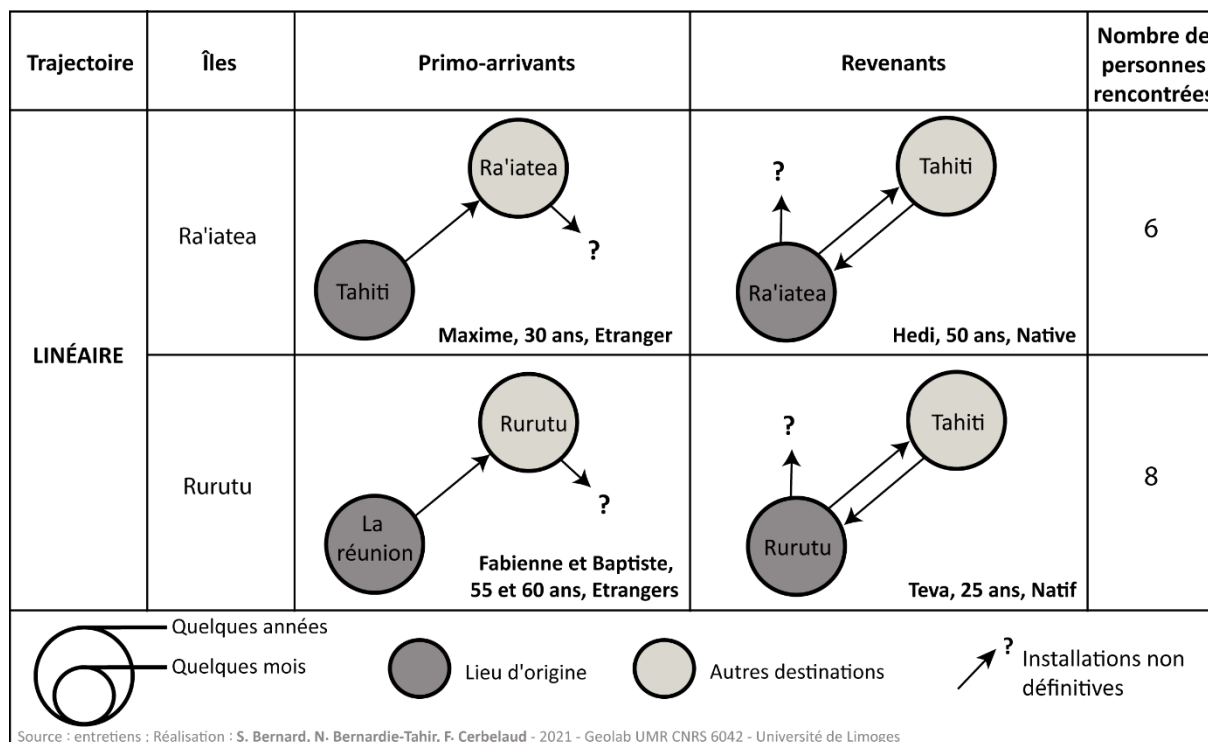 Trajectoire
Îles
Primo-arrivants
Revenants
Nombre de
personnes
rencontrées
LINÉAIRE
Ra'iatea
Ra'iatea
Tahiti
?
Maxime, 30 ans, Etranger
?
Tahiti
Ra'iatea
Hedi, 50 ans, Native
6
Rurutu
Rurutu
La
réunion
?
Fabienne et Baptiste,
55 et 60 ans, Etrangers
?
Tahiti
Rurutu
Teva, 25 ans, Natif
8
Quelques années
Quelques mois
Lieu d'origine
Autres destinations
? Installations non
définitives
Source : entretiens ; Réalisation : S. Bernard, N. Bernardie-Tahir, F. Cerbelaud - 2021 - Geolab UMR CNRS 6042 - Université de Limoges